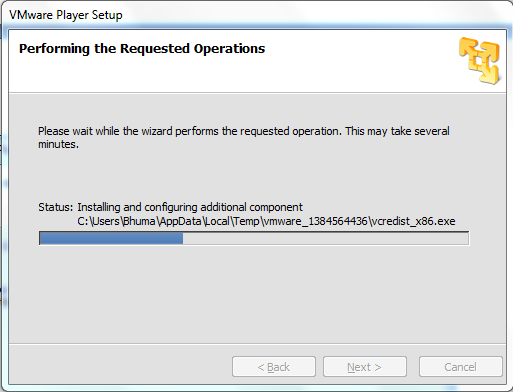 VMware Player Setup
Performing the Requested Operations
Please wait while the wizard performs the requested operation. This may take several
minutes.
Status: Installing and configuring additional component
C:\Users\Bhuma\AppData\Local\Temp\vmware_1384564436\vcredist_x86.exe
< Back Next > Cancel